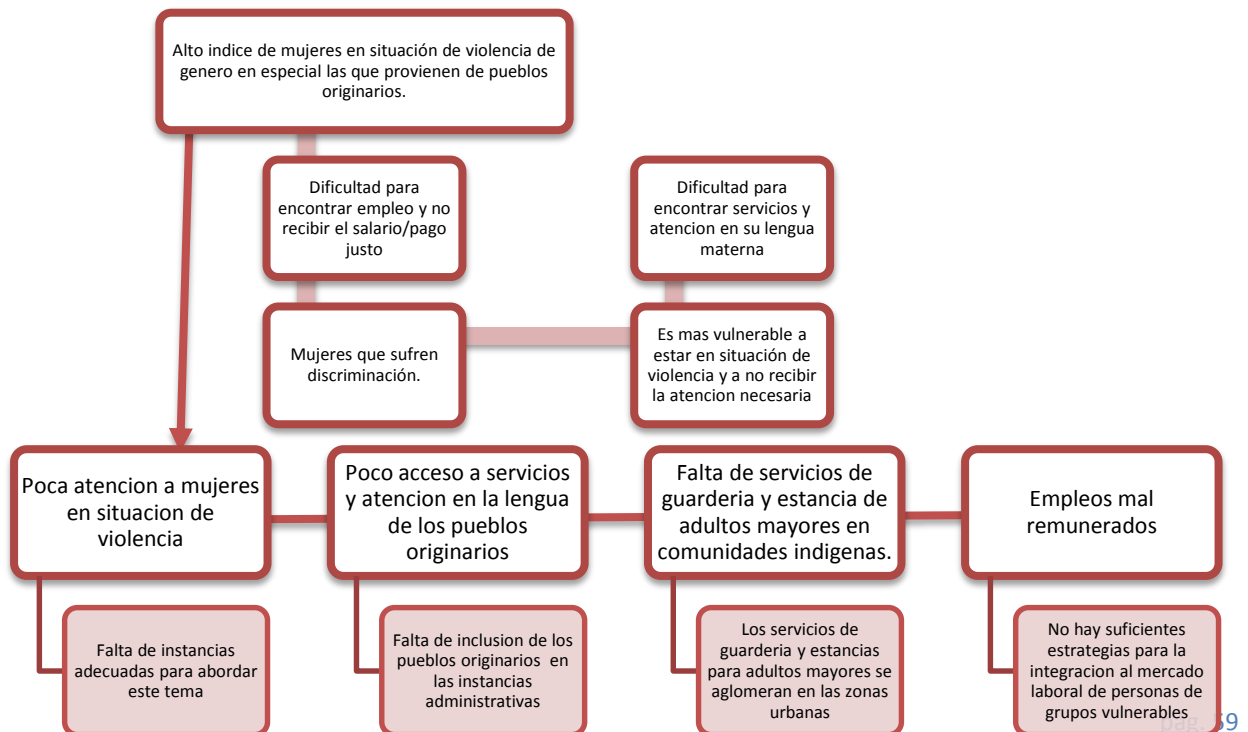 Alto indice de mujeres en situación de violencia de
genero en especial las que provienen de pueblos
originarios.
Dificultad para
encontrar empleo y no
recibir el salario/pago
justo
Dificultad para
encontrar servicios y
atencion en su lengua
materna
Mujeres que sufren
discriminación.
Es mas vulnerable a
estar en situación de
violencia y a no recibir
la atencion necesaria
Poca atencion a mujeres
en situacion de
violencia
Poco acceso a servicios
y atencion en la lengua
de los pueblos
originarios
Falta de servicios de
guarderia y estancia de
adultos mayores en
comunidades indigenas.
Empleos mal
remunerados
Falta de instancias
adecuadas para abordar
este tema
Falta de inclusion de los
pueblos originarios en
las instancias
administrativas
Los servicios de
guarderia y estancias
para adultos mayores se
aglomeran en las zonas
urbanas
No hay suficientes
estrategias para la
integracion al mercado
laboral de personas de
grupos vulnerables
pag. 59